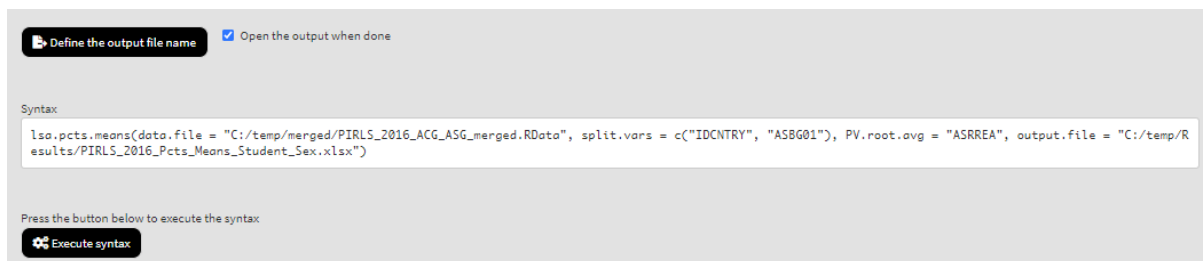 Define the output file name
Open the output when done
Syntax
lsa.pcts.means(data.file = "C:/temp/merged/PIRLS_2016_ACG_ASG_merged.RData", split.vars = c("IDCNTRY", "ASBG01"), PV.root.avg = "ASRREA", output.file = "C:/temp/R
esults/PIRLS_2016_Pcts_Means_Student_Sex.xlsx")
Press the button below to execute the syntax
Execute syntax